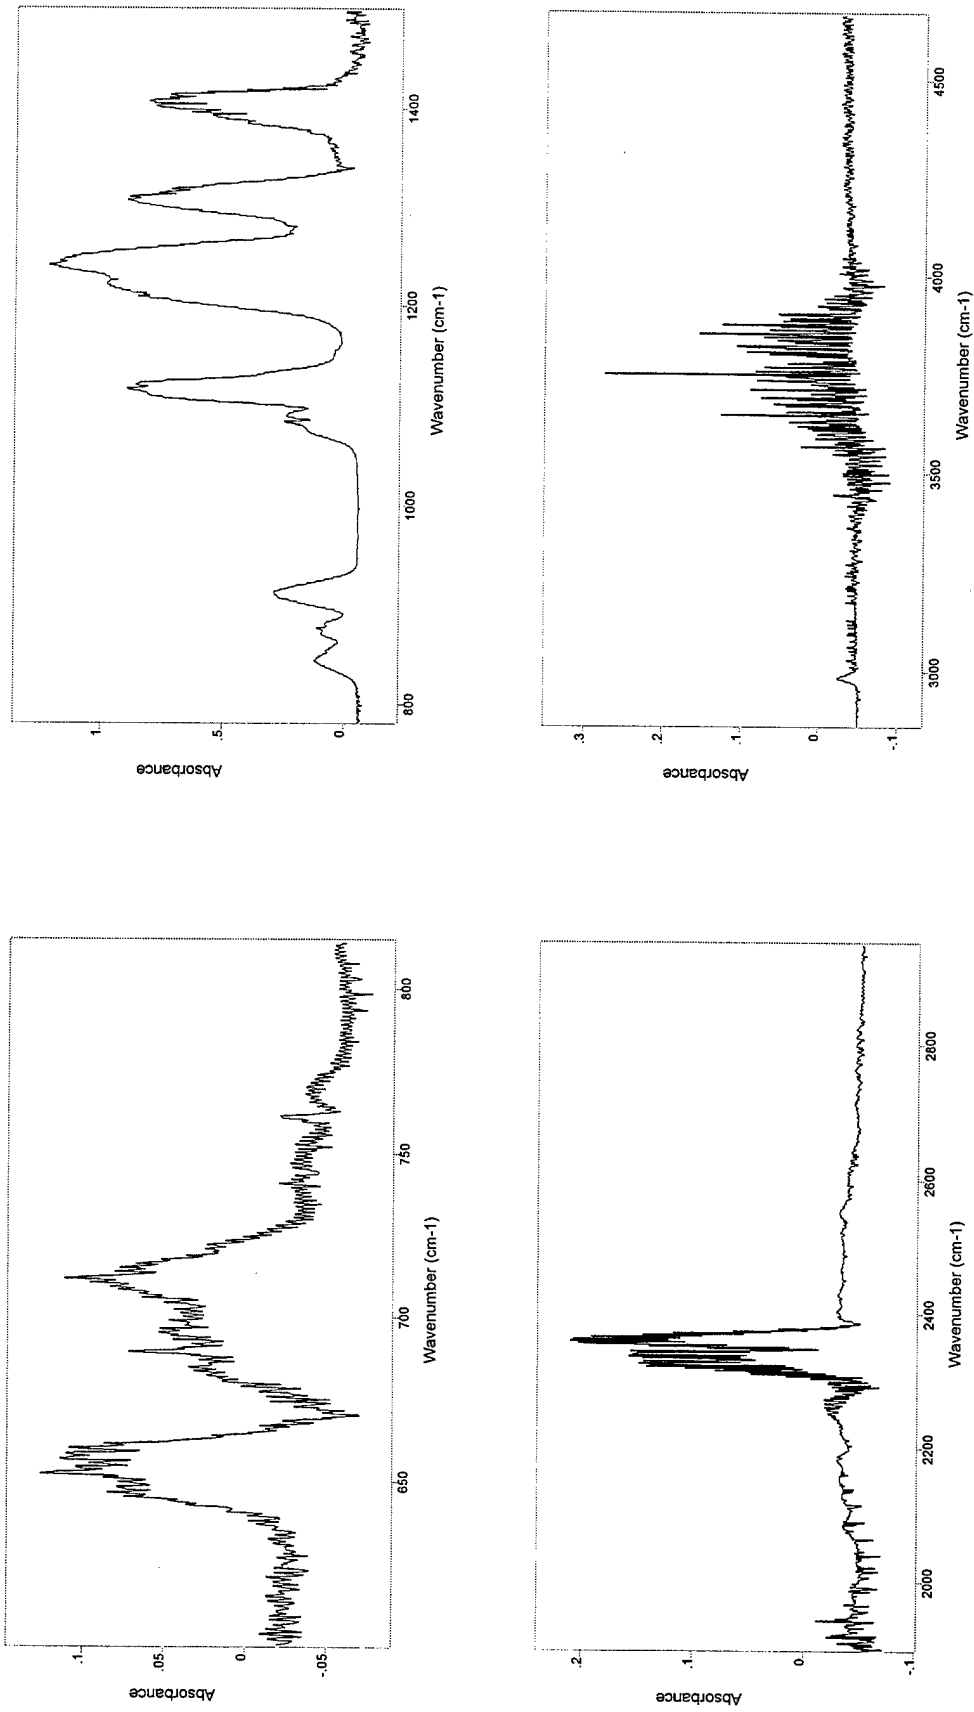 Absorbance
.1
.05
0.
-.05
650 700 750 800
Wavenumber (cm-1)
Absorbance
1.
.5
0.
800 1000 1200 1400
Wavenumber (cm-1)
Absorbance
.2
.1
0.
-.1
2000 2200 2400 2600 2800
Wavenumber (cm-1)
Absorbance
.3
.2
.1
0.
-.1
3000 3500 4000 4500
Wavenumber (cm-1)